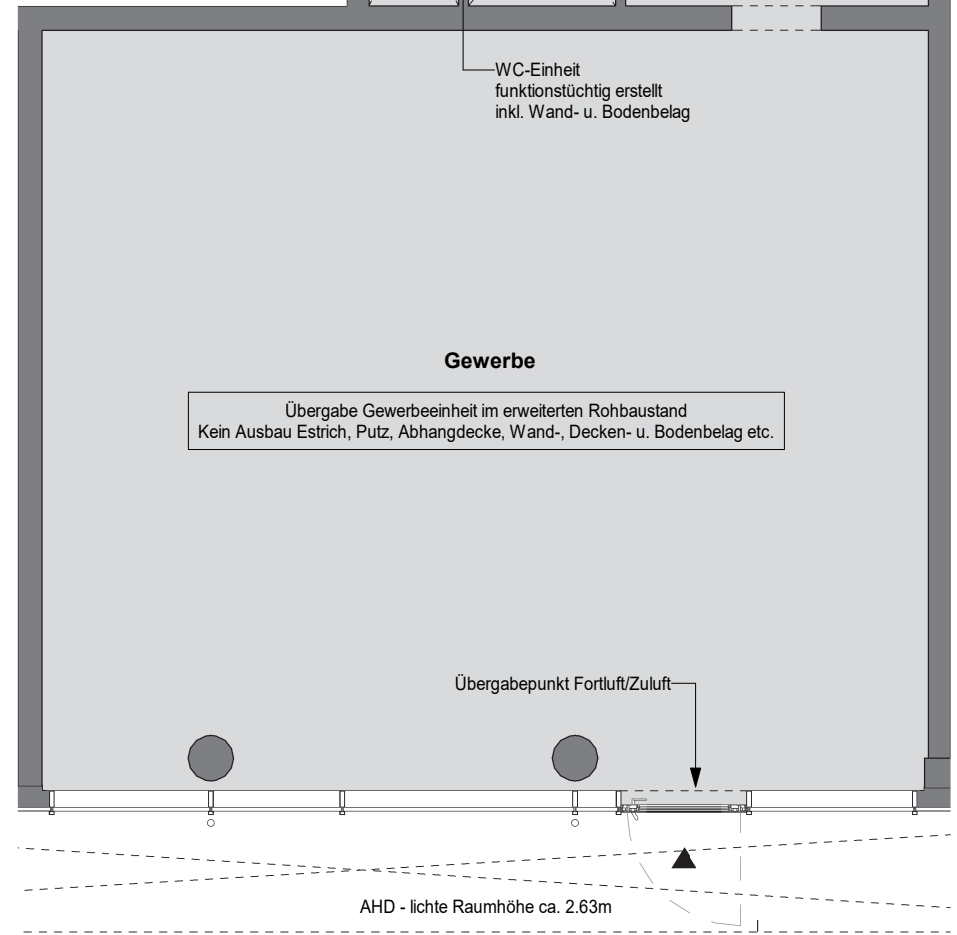 WC-Einheit
funktionstüchtig erstellt
inkl. Wand- u. Bodenbelag
Gewerbe
Übergabe Gewerbeeinheit im erweiterten Rohbaustand
Kein Ausbau Estrich, Putz, Abhangdecke, Wand-, Decken- u. Bodenbelag etc.
Übergabepunkt Fortluft/Zuluft
AHD - lichte Raumhöhe ca. 2.63m